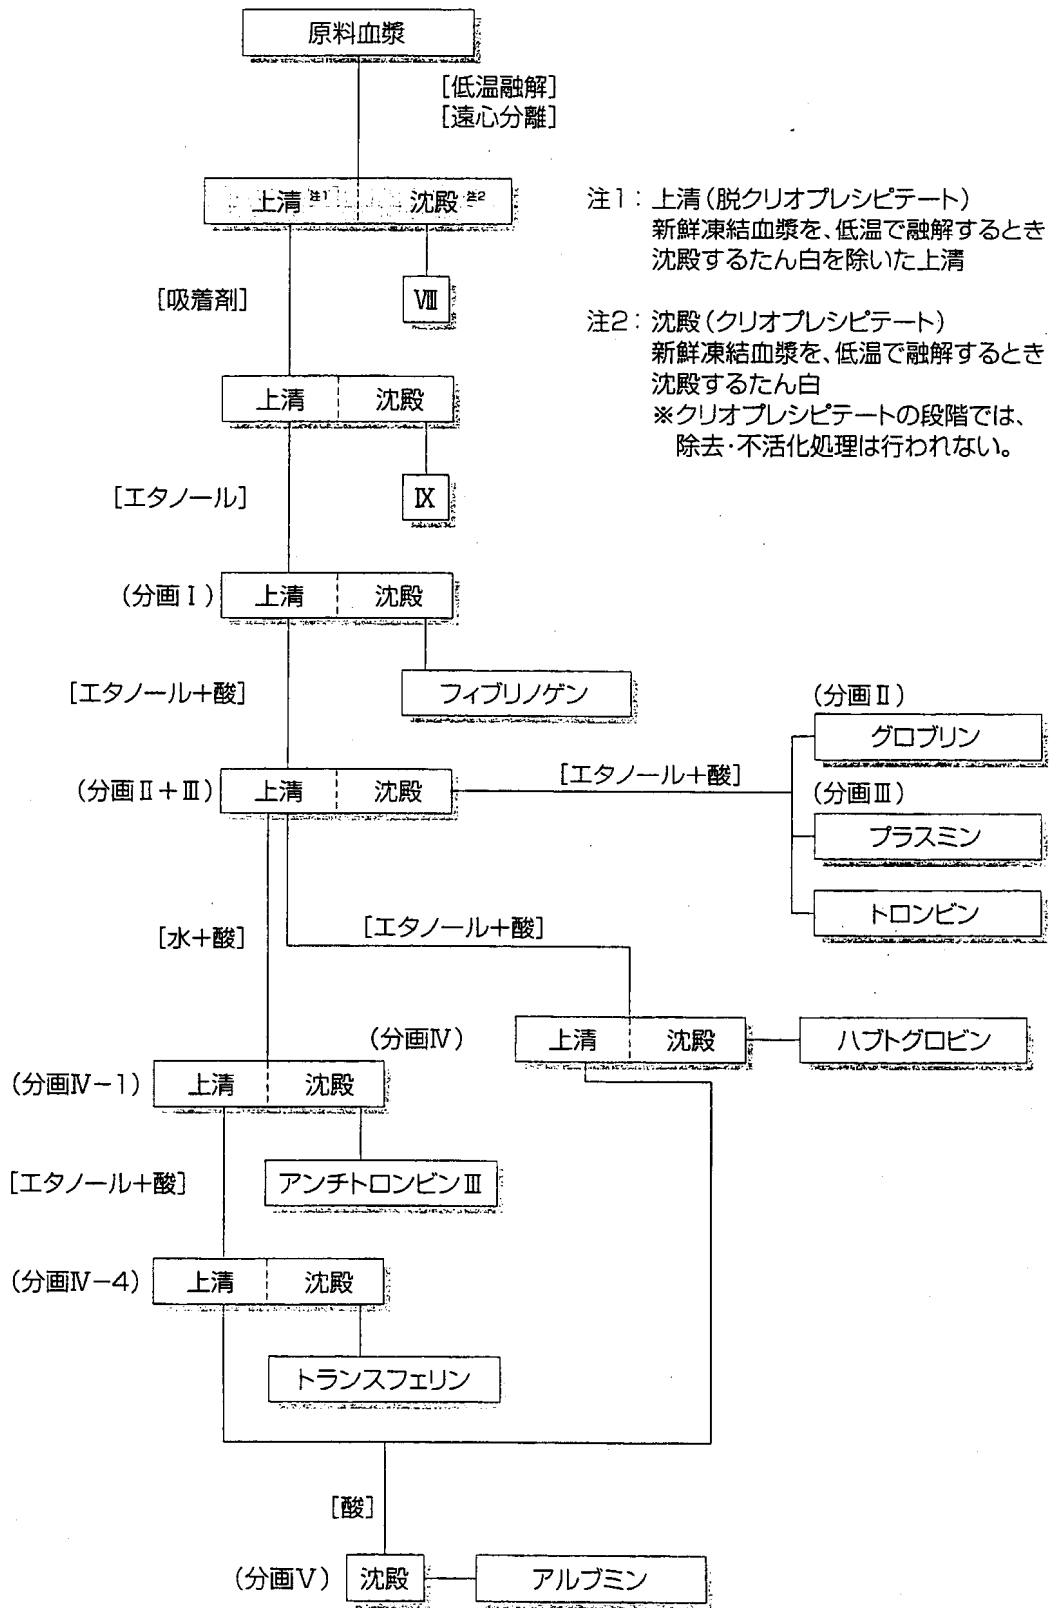 原料血漿
[低温融解]
[遠心分離]
上清 注1 沈殿 注2
注1：上清（脱クリオプレシピテート）
新鮮凍結血漿を、低温で融解するとき
沈殿するたん白を除いた上清
[吸着剤]
Ⅷ
注2：沈殿（クリオプレシピテート）
新鮮凍結血漿を、低温で融解するとき
沈殿するたん白
※クリオプレシピテートの段階では、
除去・不活化処理は行われない。
上清 沈殿
[エタノール]
Ⅸ
(分画Ⅰ) 上清 沈殿
[エタノール＋酸]
フィブリノゲン
(分画Ⅱ)
グロブリン
(分画Ⅱ＋Ⅲ) 上清 沈殿
[エタノール＋酸]
(分画Ⅲ)
プラスミン
トロンビン
[水＋酸]
[エタノール＋酸]
(分画Ⅳ) 上清 沈殿
ハプトグロビン
(分画Ⅳ－1) 上清 沈殿
[エタノール＋酸]
アンチトロンビンⅢ
(分画Ⅳ－4) 上清 沈殿
トランスフェリン
[酸]
(分画Ⅴ) 沈殿
アルブミン